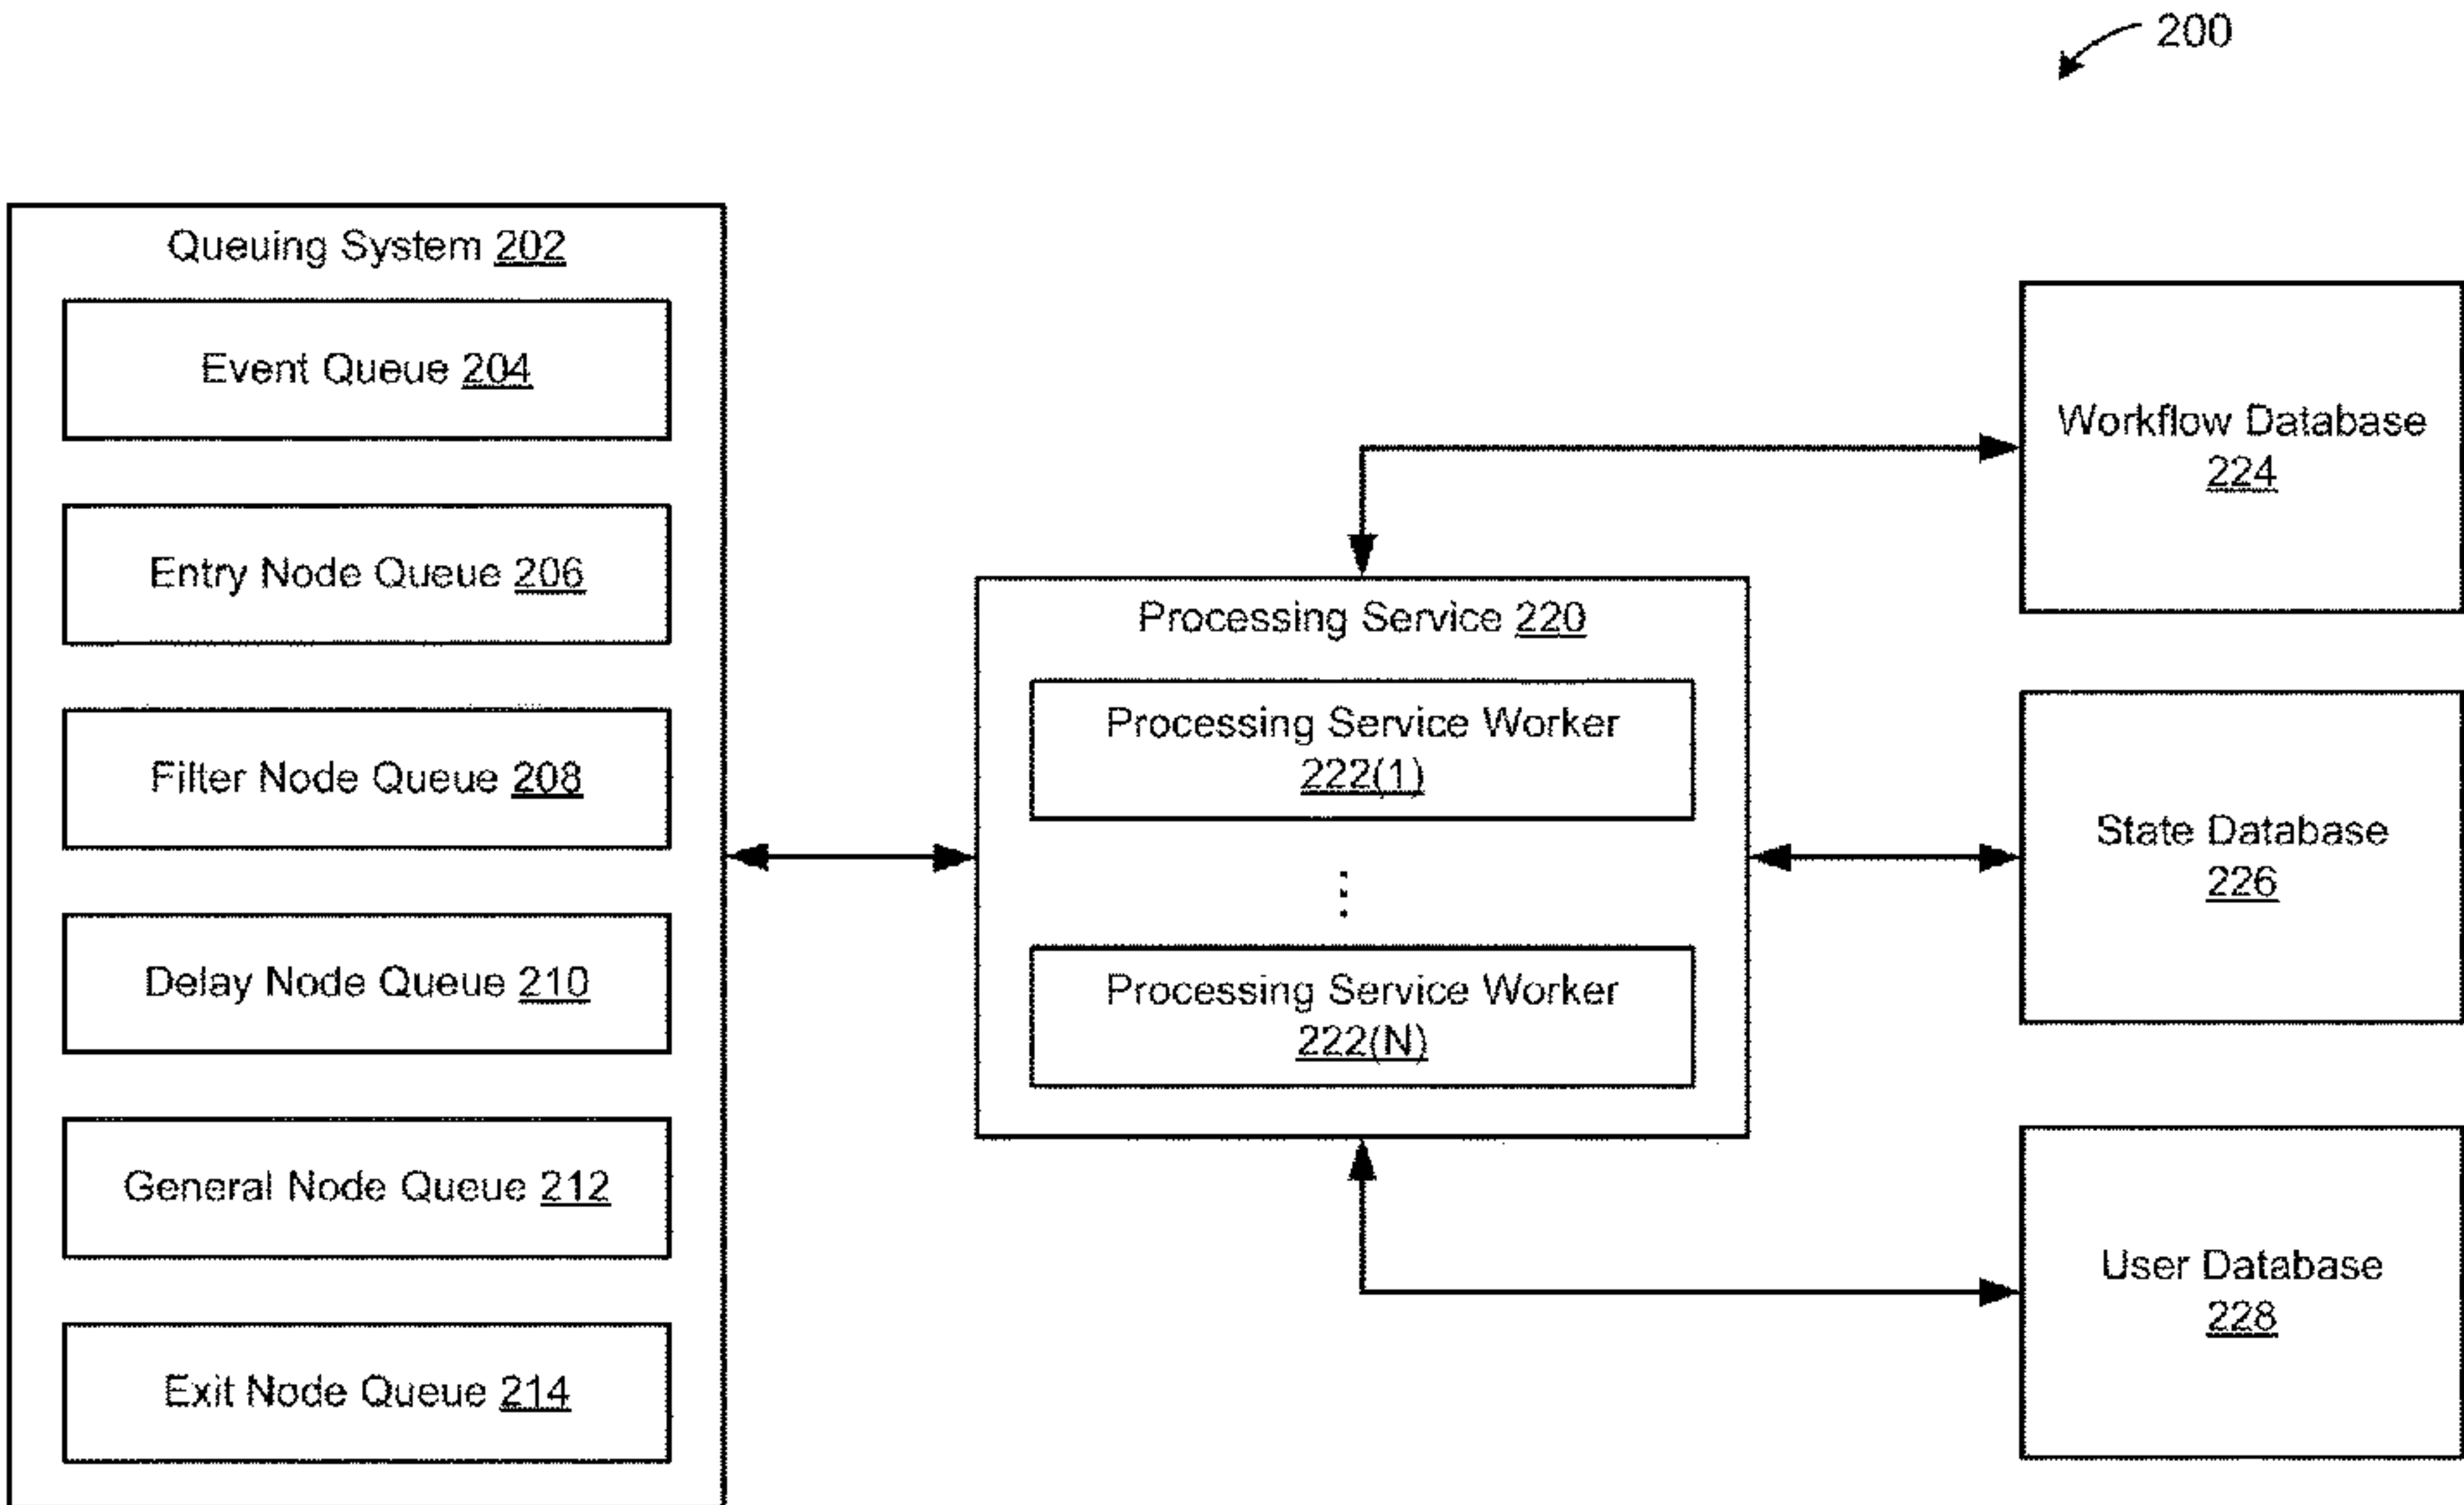 200
Queuing System 202
Event Queue 204
Entry Node Queue 206
Filter Node Queue 208
Delay Node Queue 210
General Node Queue 212
Exit Node Queue 214
Processing Service 220
Processing Service Worker
222(1)
⋮
Processing Service Worker
222(N)
Workflow Database
224
State Database
226
User Database
228